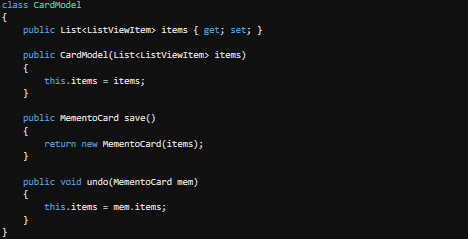 class CardModel
{
    public List<ListViewItem> items { get; set; }
    public CardModel(List<ListViewItem> items)
    {
        this.items = items;
    }
    public MementoCard save()
    {
        return new MementoCard(items);
    }
    public void undo(MementoCard mem)
    {
        this.items = mem.items;
    }
}